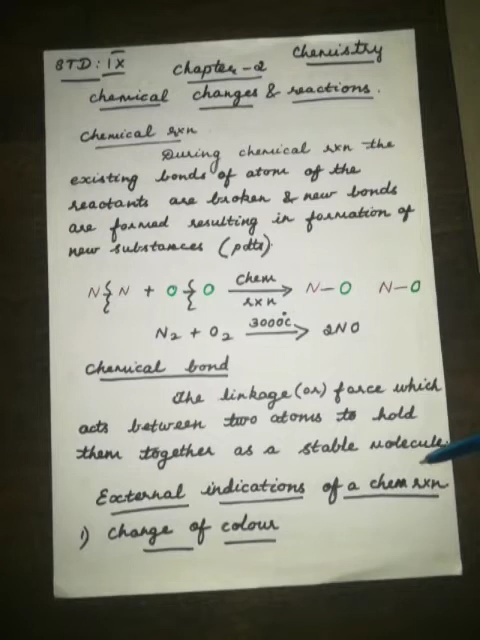 STD: IX
Chemistry
Chapter-2
chemical changes & reactions.
Chemical rxn
During chemical rxn the
existing bonds of atom of the
reactants are broken & new bonds
are formed resulting in formation of
new substances (pdts).
N N + O O chem rxn → N-O N-O
N₂ + O₂ 3000°C → 2NO
Chemical bond
The linkage (or) force which
acts between two atoms to hold
them together as a stable molecule
External indications of a chem rxn
1) change of colour